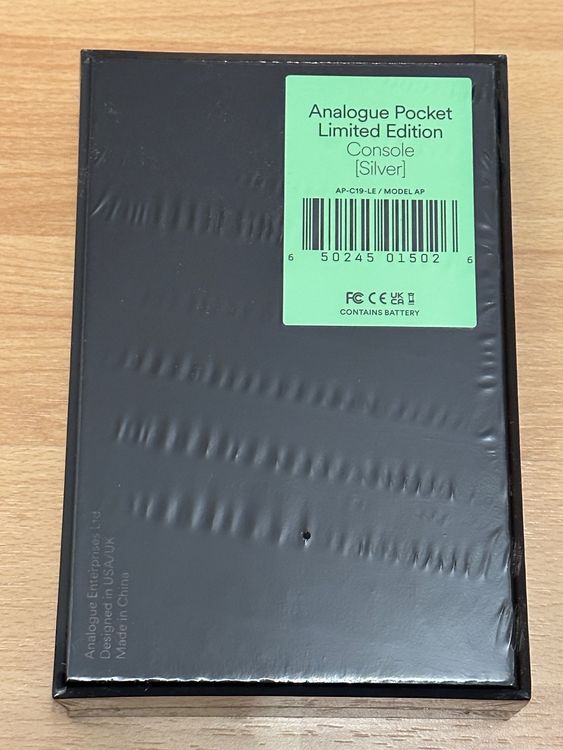 Analogue Pocket
Limited Edition
Console
[Silver]
AP-C19-LE / MODEL AP
6 50245 01502 6
FC CE UK CA
CONTAINS BATTERY
Analogue Enterprises Ltd.
Designed in USA/UK
Made in China